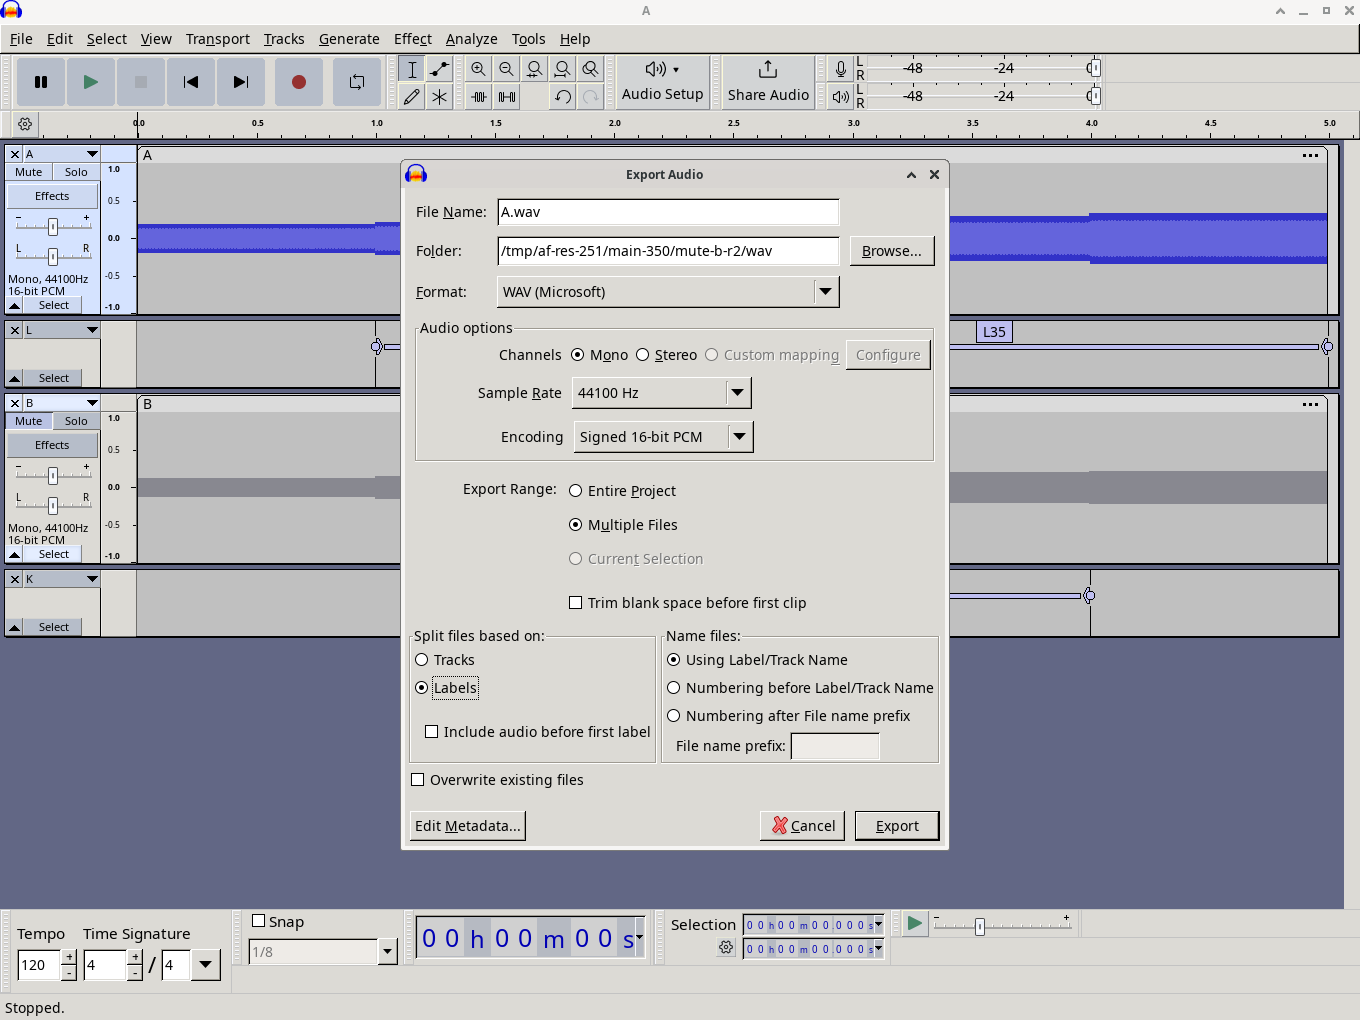 A
File Edit Select View Transport Tracks Generate Effect Analyze Tools Help
Audio Setup
Share Audio
L
R
-48 -24 0
L
R
-48 -24 0
0.0 0.5 1.0 1.5 2.0 2.5 3.0 3.5 4.0 4.5 5.0
A
Mute Solo
Effects
- +
L R
Mono, 44100Hz
16-bit PCM
Select
1.0
0.5
0.0
-0.5
-1.0
A
L
Select
L35
B
Mute Solo
Effects
- +
L R
Mono, 44100Hz
16-bit PCM
Select
1.0
0.5
0.0
-0.5
-1.0
B
K
Select
Export Audio
File Name: A.wav
Folder: /tmp/af-res-251/main-350/mute-b-r2/wav Browse...
Format: WAV (Microsoft)
Audio options
Channels Mono Stereo Custom mapping Configure
Sample Rate 44100 Hz
Encoding Signed 16-bit PCM
Export Range: Entire Project
Multiple Files
Current Selection
Trim blank space before first clip
Split files based on:
Tracks
Labels
Include audio before first label
Name files:
Using Label/Track Name
Numbering before Label/Track Name
Numbering after File name prefix
File name prefix:
Overwrite existing files
Edit Metadata... Cancel Export
Tempo
120
Time Signature
4 / 4
Snap
1/8
00h00m00s
Selection
00h00m00.000s
00h00m00.000s
- +
Stopped.